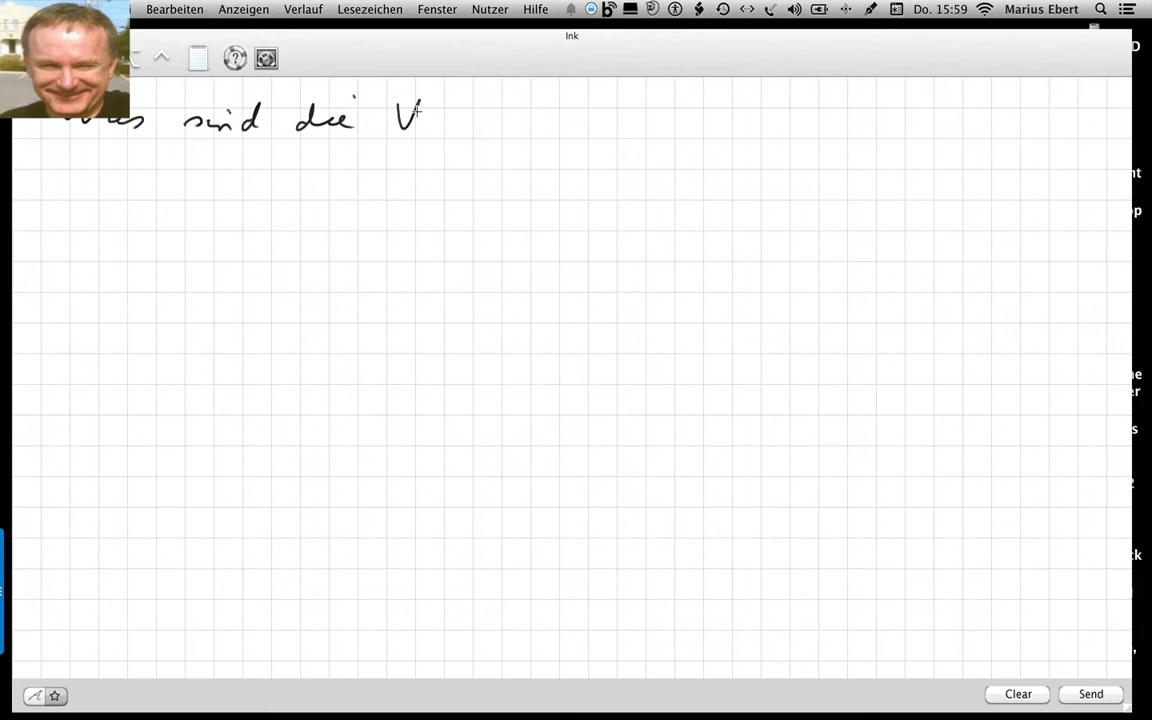 Bearbeiten Anzeigen Verlauf Lesezeichen Fenster Nutzer Hilfe Do. 15:59 Marius Ebert
Ink
sind die V
Clear Send